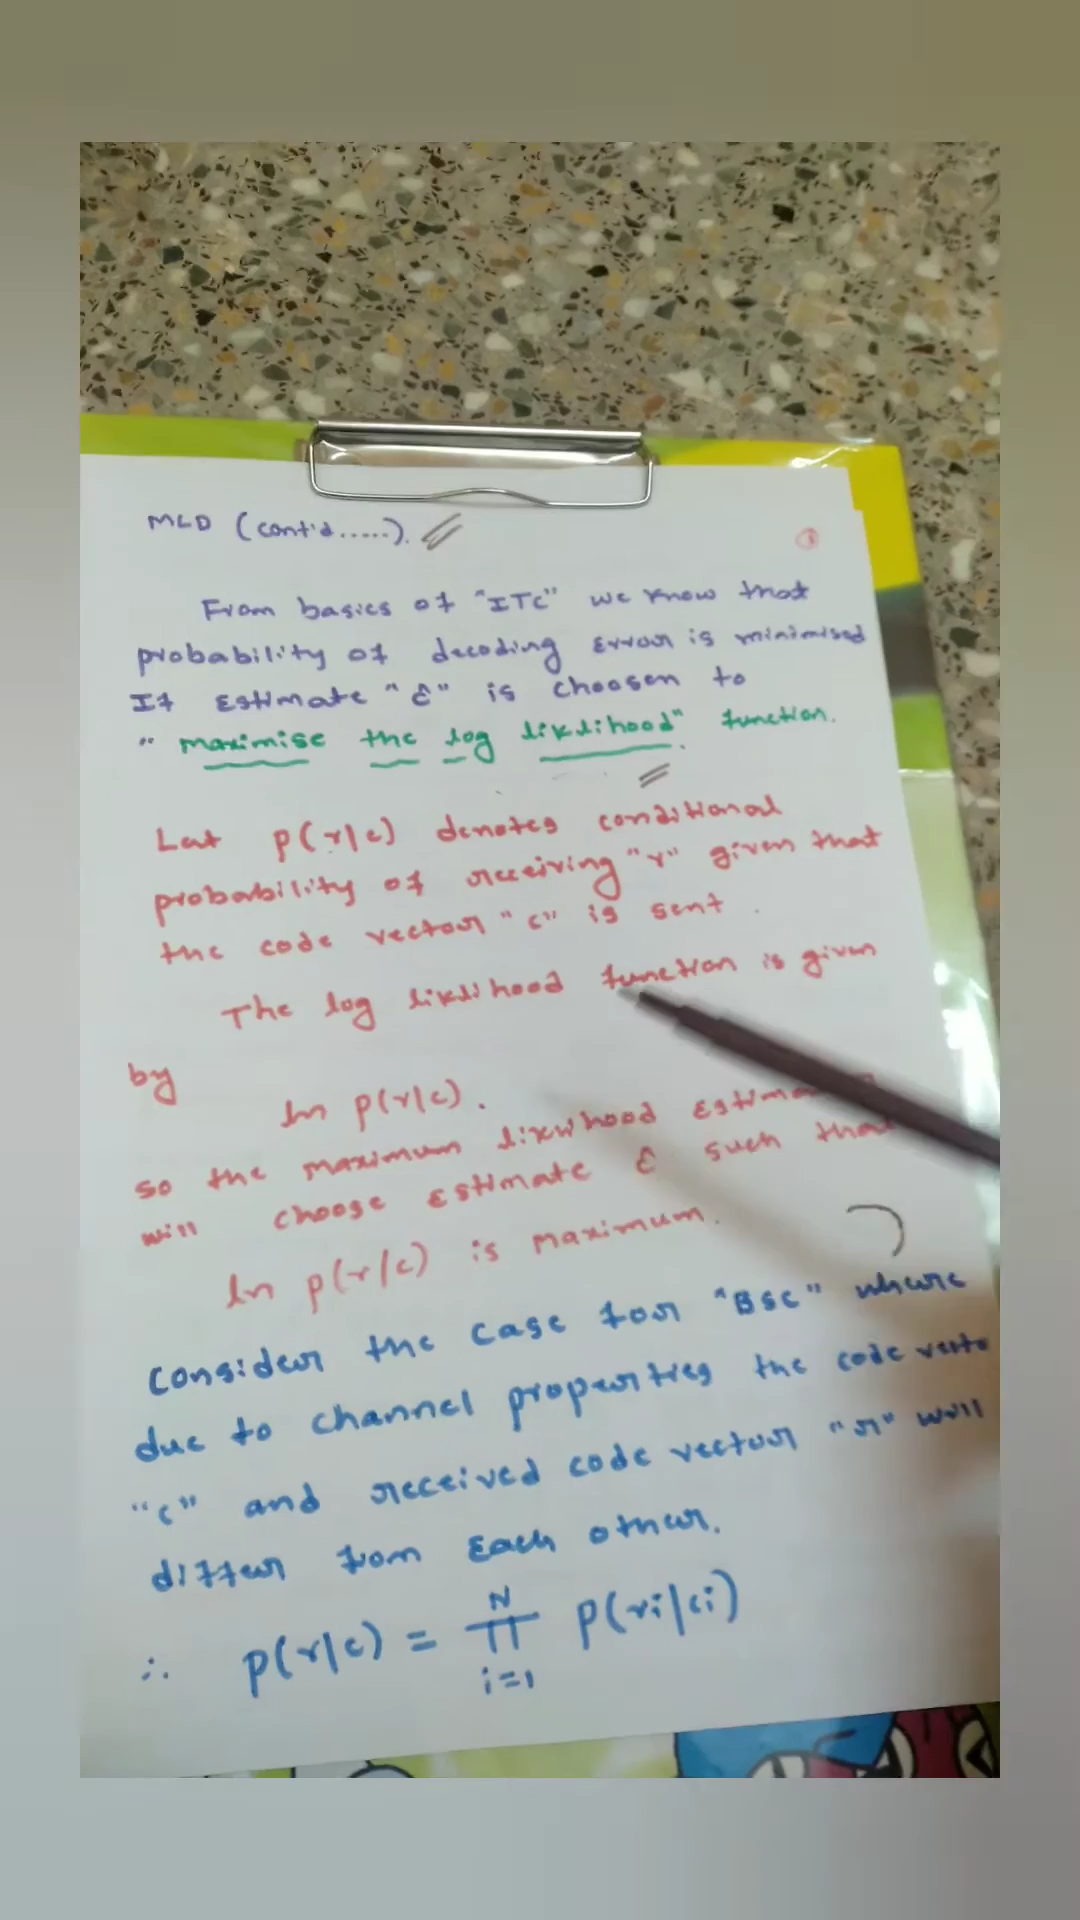 MLD (cont'd.....).
3
From basics of "ITC" we know that
probability of decoding Error is minimised
If Estimate "ĉ" is choosen to
"maximise the log liklihood" function.
Let p(r|c) denotes conditional
probability of receiving "r" given that
the code vector "c" is sent.
The log liklihood function is given
by
ln p(r|c).
so the maximum likelihood
will choose estimate ĉ such that
ln p(r/c) is maximum.
consider the case for "BSC" where
due to channel properties the code vecto
"c" and received code vector "r" will
differ from Each other.
∴ p(r|c) = N π i=1 p(ri|ci)